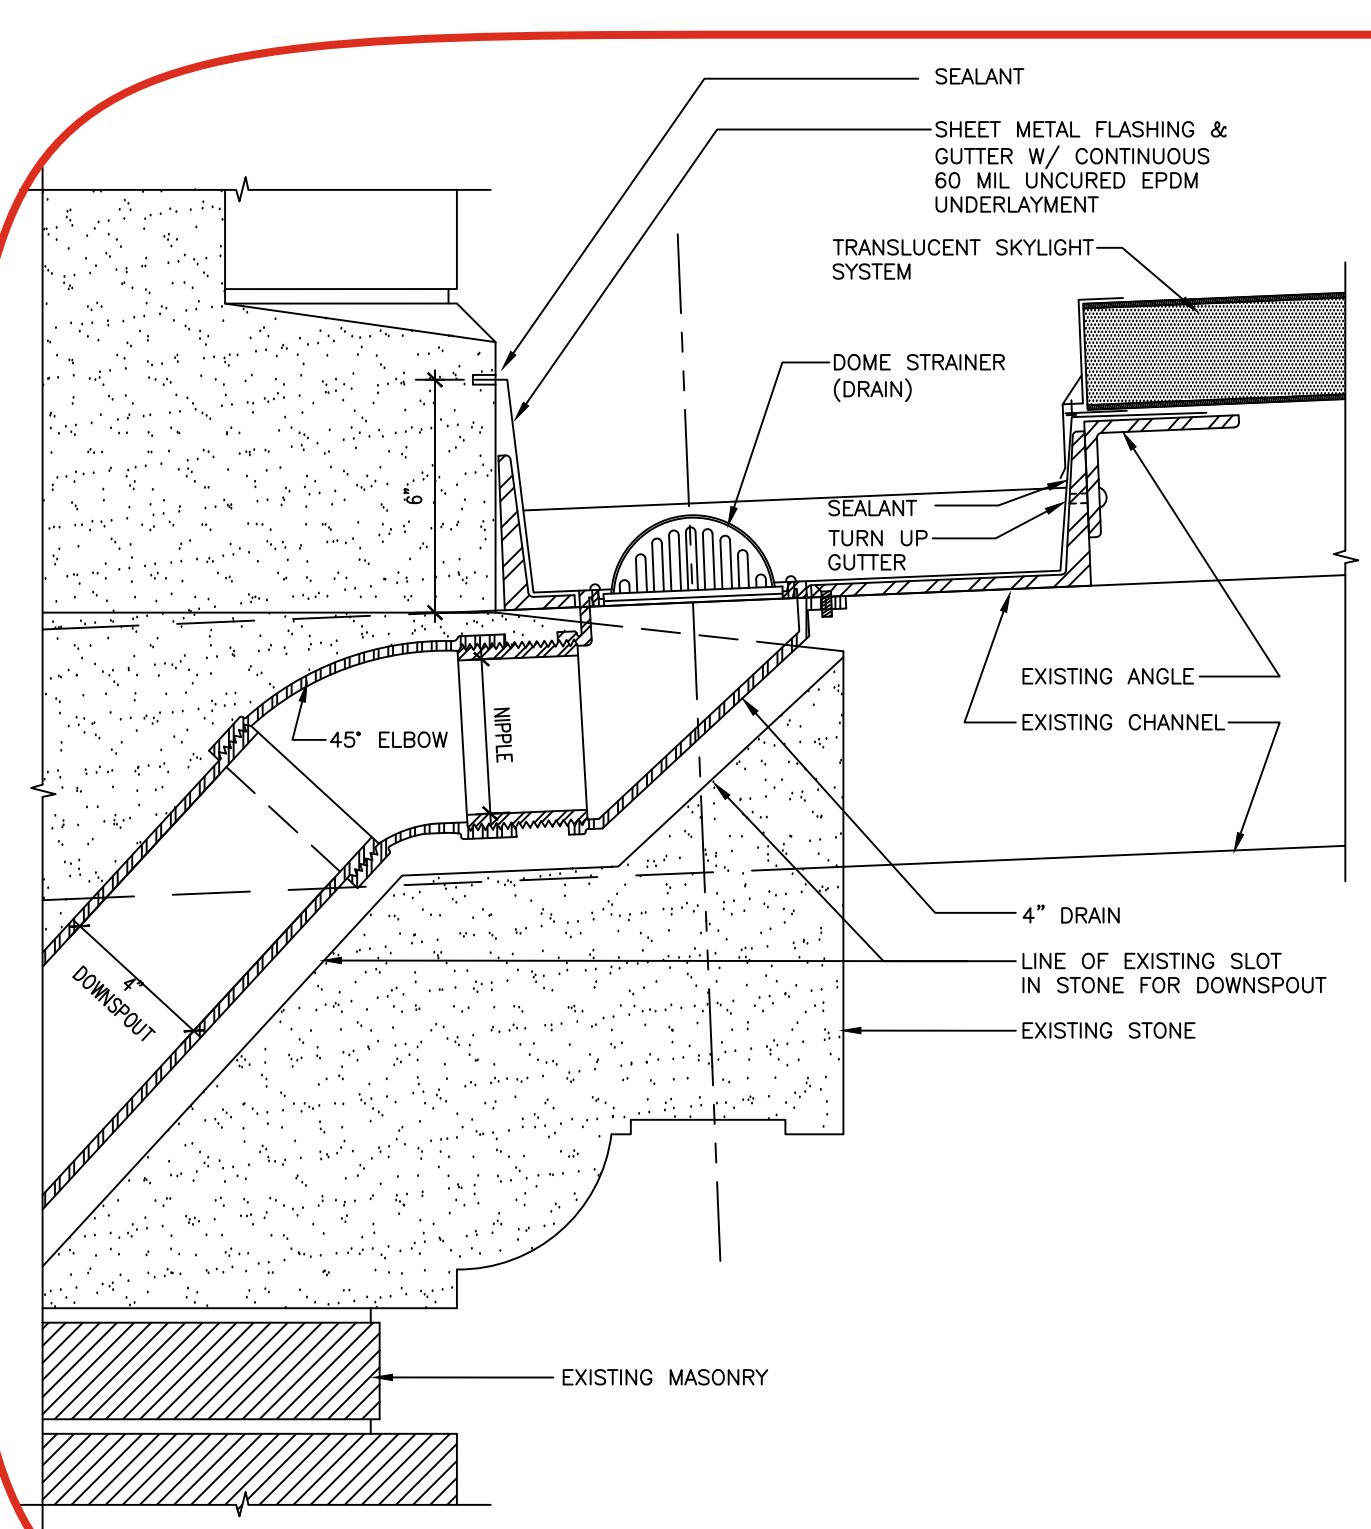 SEALANT
SHEET METAL FLASHING &
GUTTER W/ CONTINUOUS
60 MIL UNCURED EPDM
UNDERLAYMENT
TRANSLUCENT SKYLIGHT
SYSTEM
DOME STRAINER
(DRAIN)
6"
SEALANT
TURN UP
GUTTER
EXISTING ANGLE
EXISTING CHANNEL
45° ELBOW
NIPPLE
4" DRAIN
4"
DOWNSPOUT
LINE OF EXISTING SLOT
IN STONE FOR DOWNSPOUT
EXISTING STONE
EXISTING MASONRY